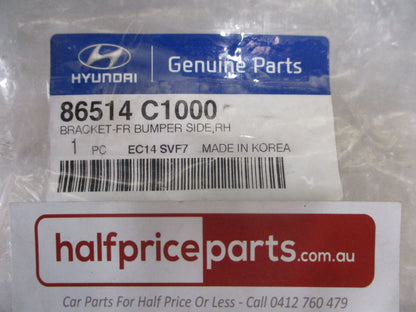 HYUNDAI
Genuine Parts
86514 C1000
BRACKET-FR BUMPER SIDE,RH
1 PC EC14 SVF7 MADE IN KOREA
halfpriceparts.com.au
Car Parts For Half Price Or Less - Call 0412 760 479